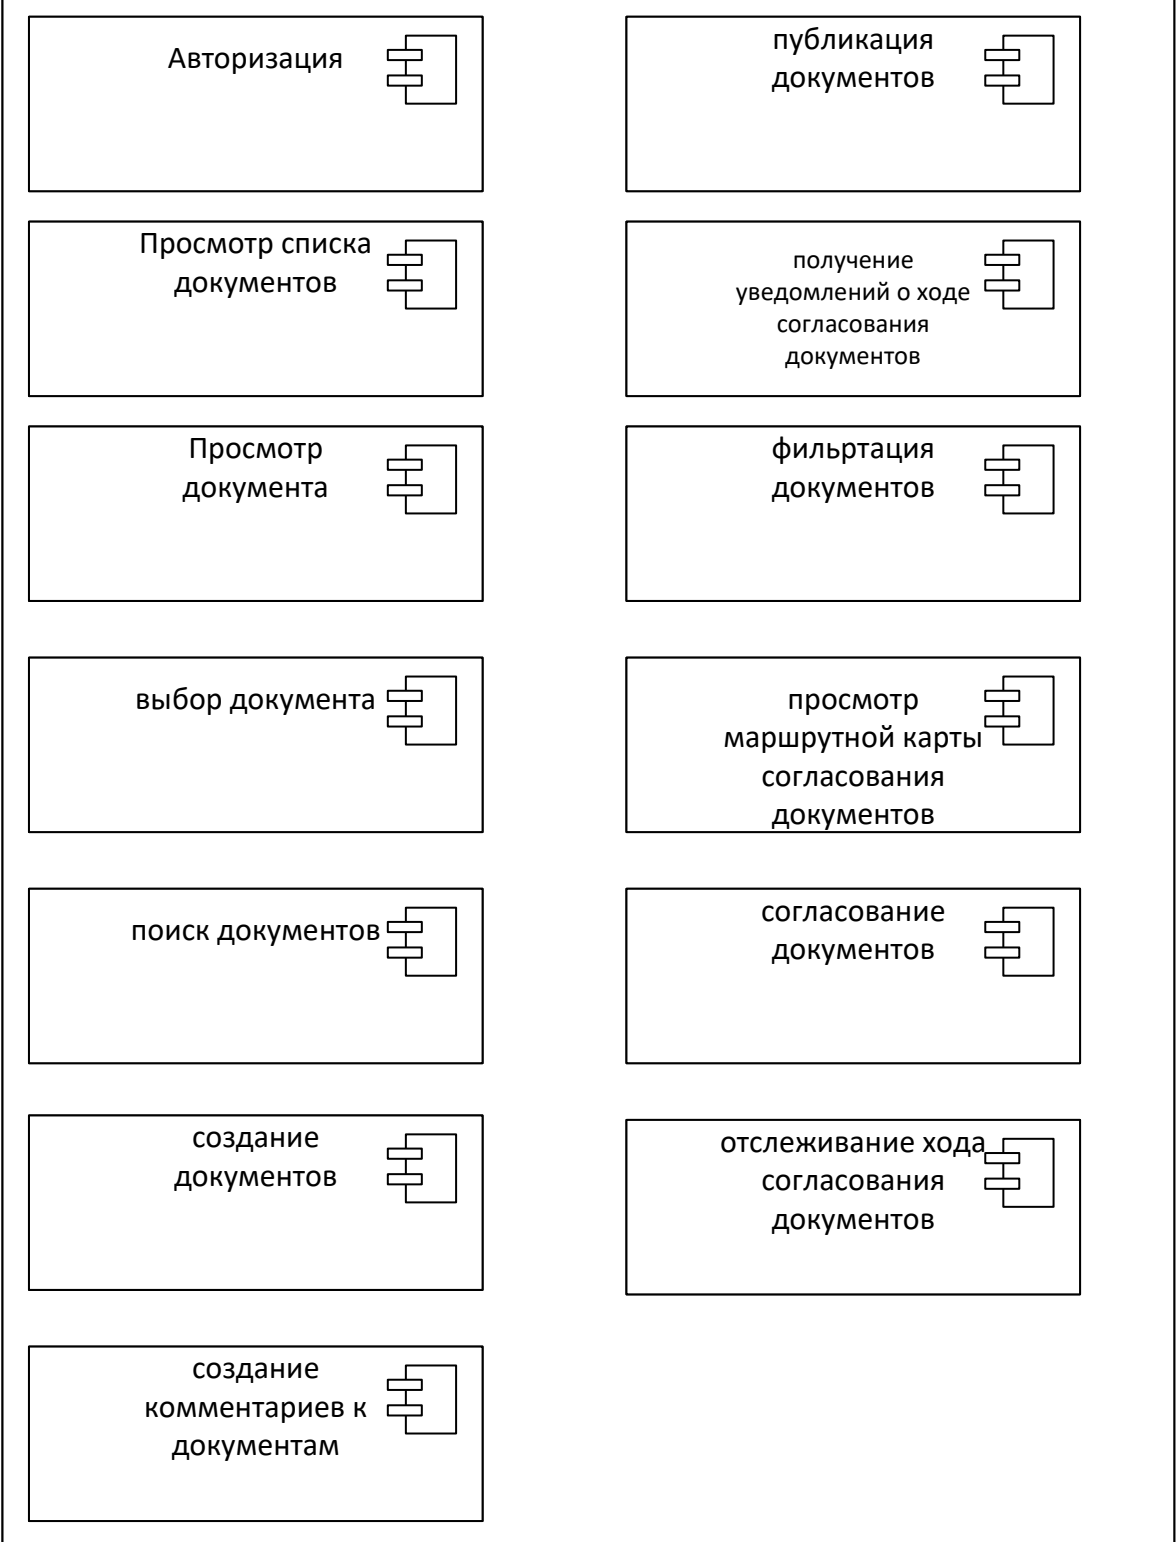 Авторизация
публикация
документов
Просмотр списка
документов
получение
уведомлений о ходе
согласования
документов
Просмотр
документа
фильртация
документов
выбор документа
просмотр
маршрутной карты
согласования
документов
поиск документов
согласование
документов
создание
документов
отслеживание хода
согласования
документов
создание
комментариев к
документам